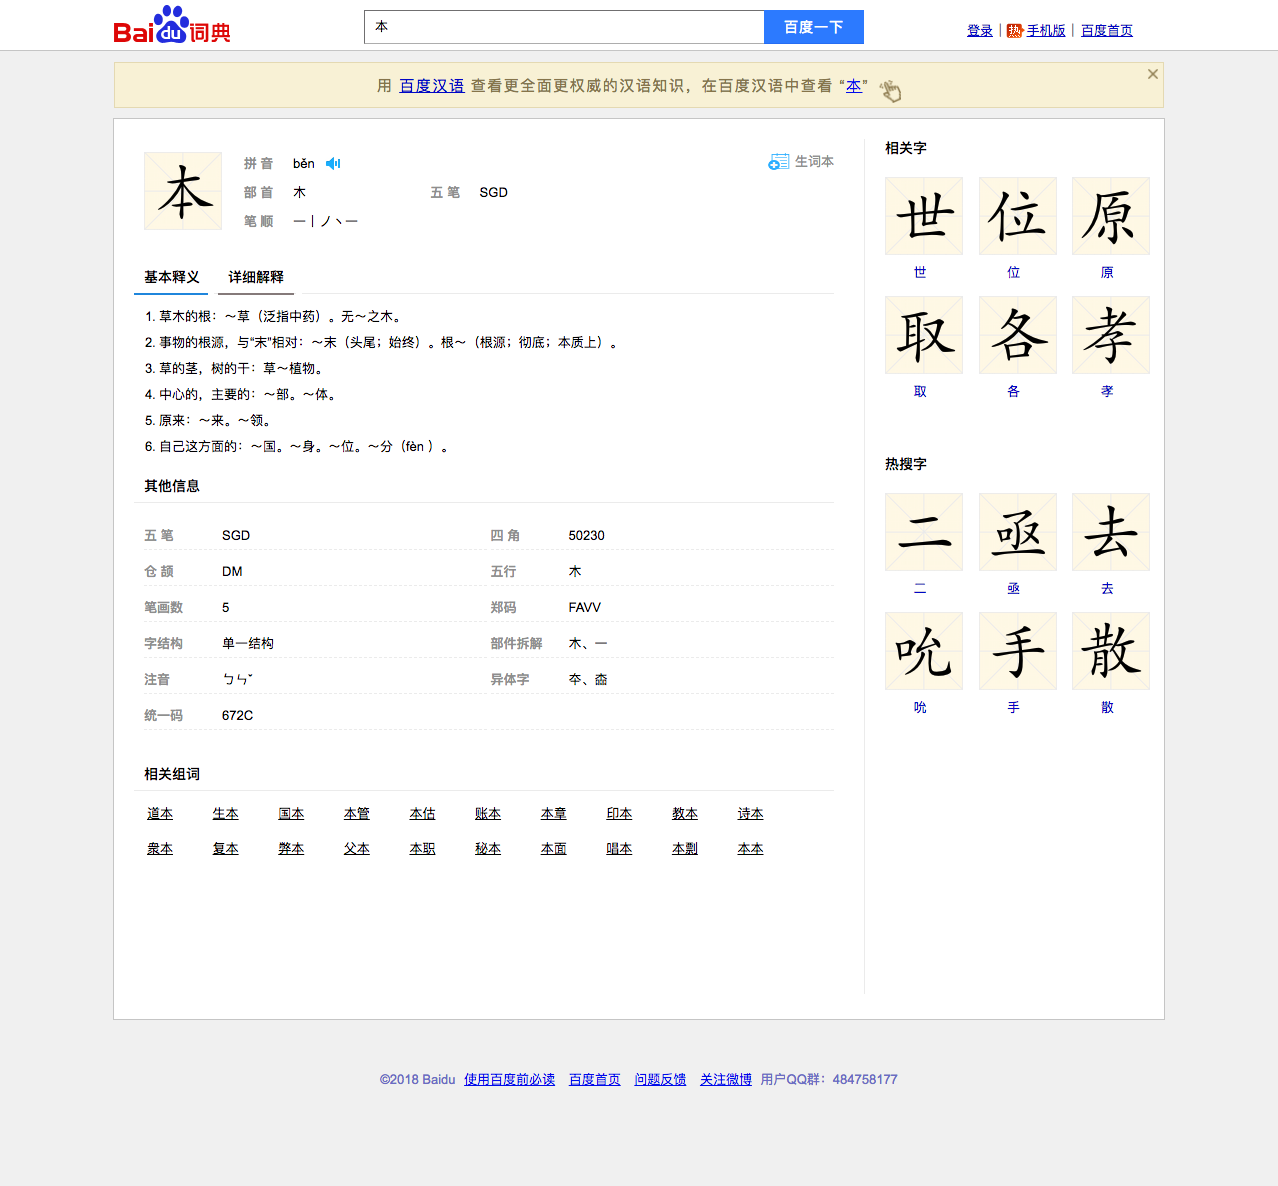 Bai du 词典
本
百度一下
登录 | 热 手机版 | 百度首页
用 百度汉语 查看更全面更权威的汉语知识，在百度汉语中查看 “本”
本
拼 音 běn
生词本
部 首 木 五 笔 SGD
笔 顺 一丨ノ丶一
基本释义 详细解释
1. 草木的根：～草（泛指中药）。无～之木。
2. 事物的根源，与“末”相对：～末（头尾；始终）。根～（根源；彻底；本质上）。
3. 草的茎，树的干：草～植物。
4. 中心的，主要的：～部。～体。
5. 原来：～来。～领。
6. 自己这方面的：～国。～身。～位。～分（fèn ）。
其他信息
五 笔 SGD 四 角 50230
仓 颉 DM 五行 木
笔画数 5 郑码 FAVV
字结构 单一结构 部件拆解 木、一
注音 ㄅㄣˇ 异体字 夲、㮺
统一码 672C
相关组词
道本 生本 国本 本管 本估 账本 本章 印本 教本 诗本
衆本 复本 弊本 父本 本职 秘本 本面 唱本 本剽 本本
相关字
世 位 原
世 位 原
取 各 孝
取 各 孝
热搜字
二 亟 去
二 亟 去
吮 手 散
吮 手 散
©2018 Baidu 使用百度前必读 百度首页 问题反馈 关注微博 用户QQ群：484758177